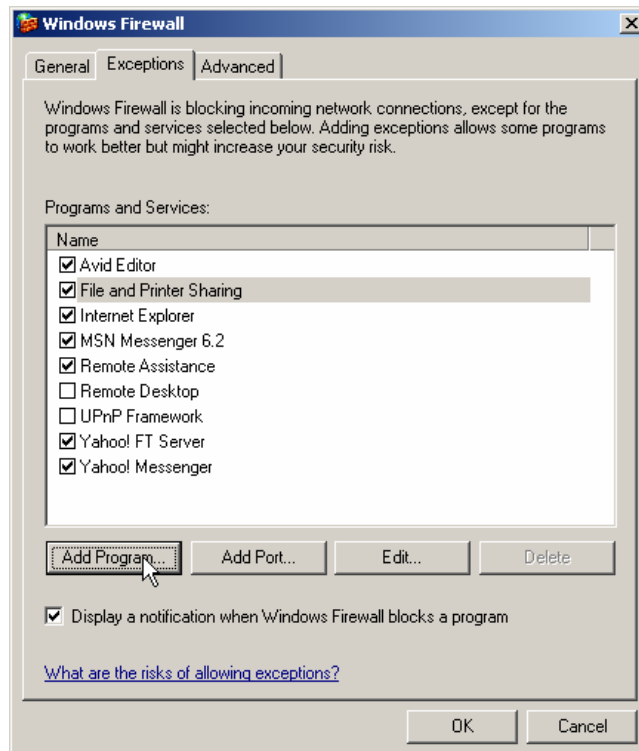 Windows Firewall
General Exceptions Advanced
Windows Firewall is blocking incoming network connections, except for the
programs and services selected below. Adding exceptions allows some programs
to work better but might increase your security risk.
Programs and Services:
Name
Avid Editor
File and Printer Sharing
Internet Explorer
MSN Messenger 6.2
Remote Assistance
Remote Desktop
UPnP Framework
Yahoo! FT Server
Yahoo! Messenger
Add Program... Add Port... Edit... Delete
Display a notification when Windows Firewall blocks a program
What are the risks of allowing exceptions?
OK Cancel